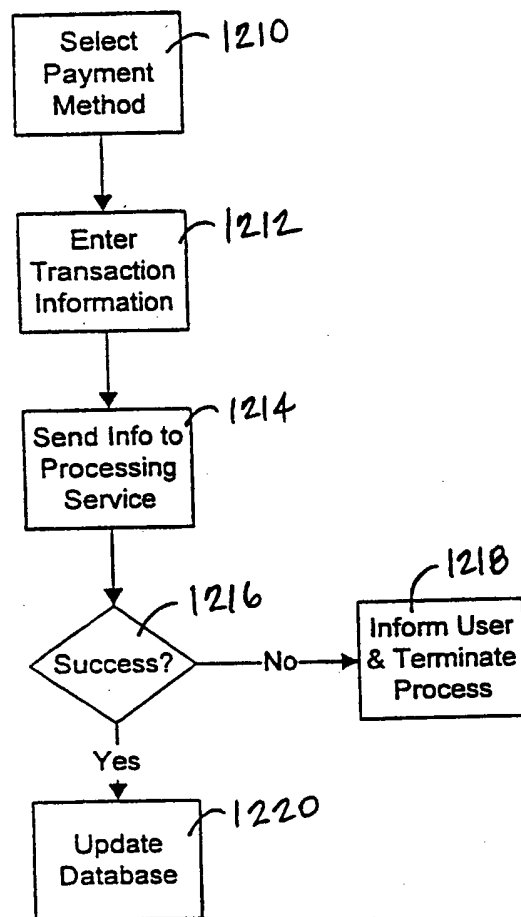 Select
Payment
Method
1210
Enter
Transaction
Information
1212
Send Info to
Processing
Service
1214
Success?
1216
No
Inform User
& Terminate
Process
1218
Yes
Update
Database
1220